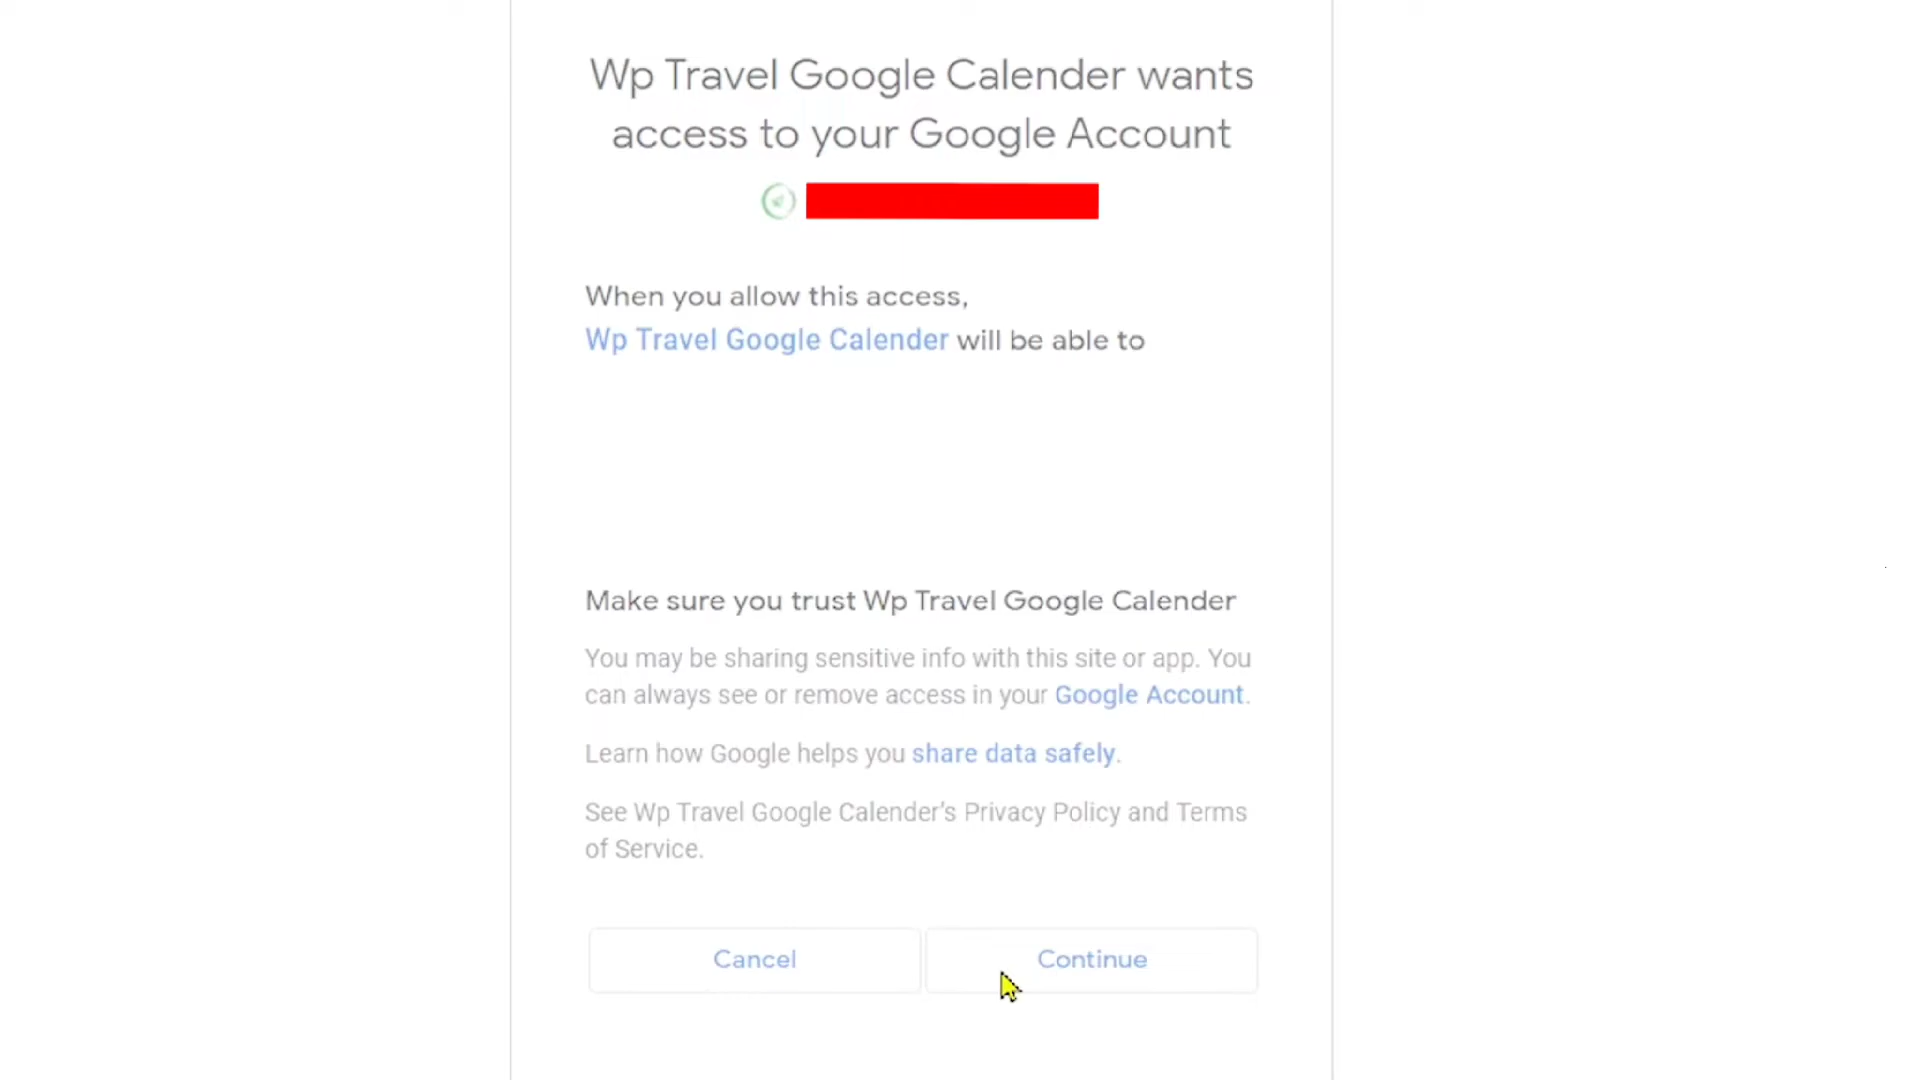 Wp Travel Google Calender wants
access to your Google Account
When you allow this access,
Wp Travel Google Calender will be able to
Make sure you trust Wp Travel Google Calender
You may be sharing sensitive info with this site or app. You
can always see or remove access in your Google Account.
Learn how Google helps you share data safely.
See Wp Travel Google Calender's Privacy Policy and Terms
of Service.
Cancel
Continue